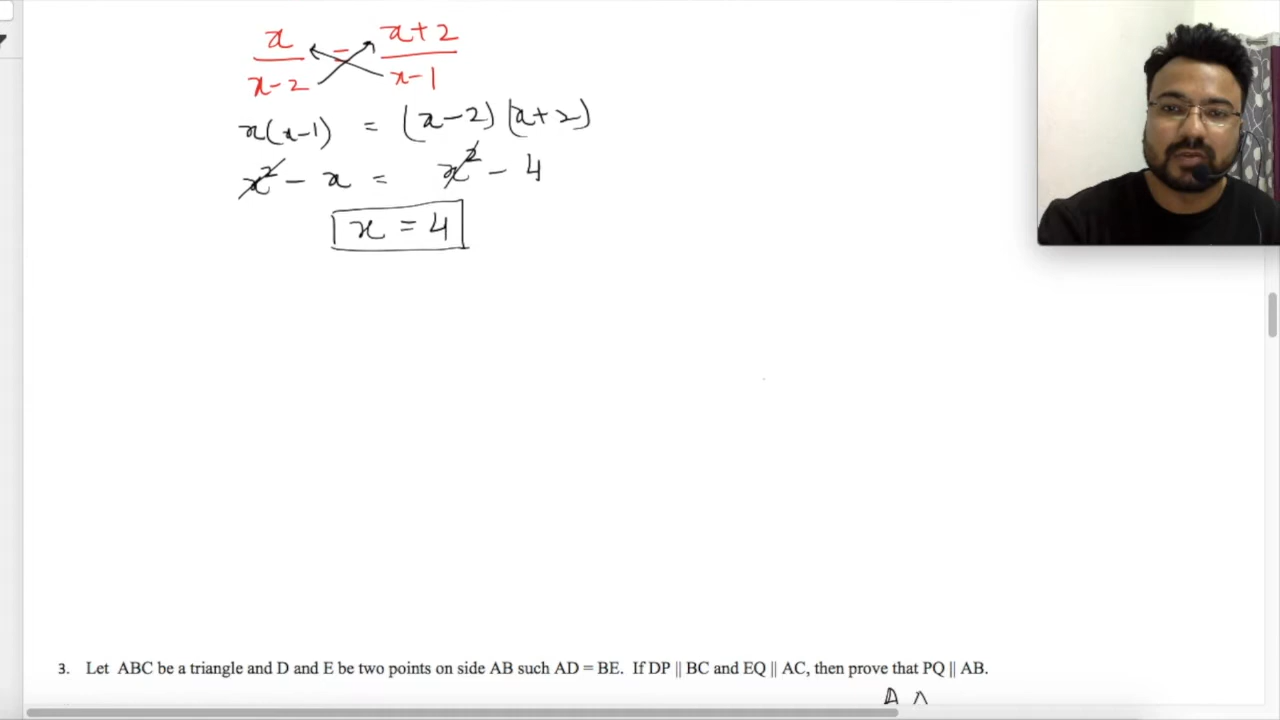 x/(x-2) = (x+2)/(x-1)
x(x-1) = (x-2)(x+2)
x² - x = x² - 4
x = 4
3. Let ABC be a triangle and D and E be two points on side AB such AD = BE. If DP || BC and EQ || AC, then prove that PQ || AB.
A